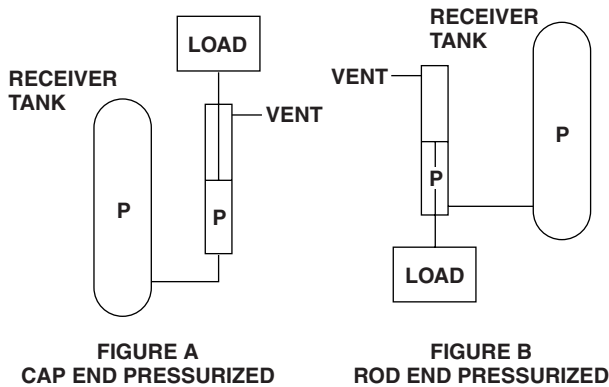 LOAD
RECEIVER
TANK
VENT
P
P
FIGURE A
CAP END PRESSURIZED
RECEIVER
TANK
VENT
P
P
LOAD
FIGURE B
ROD END PRESSURIZED